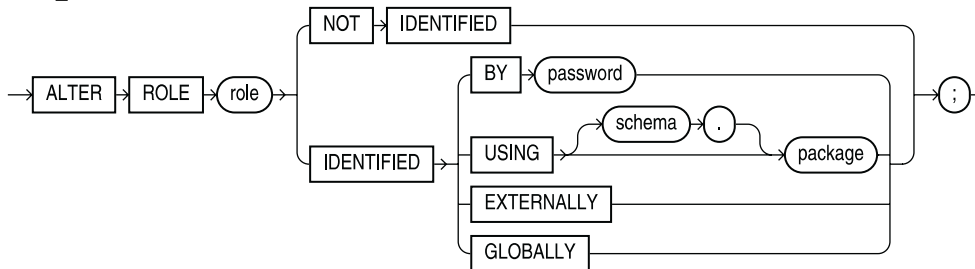 NOT IDENTIFIED
BY password
ALTER ROLE role ;
schema .
IDENTIFIED USING package
EXTERNALLY
GLOBALLY